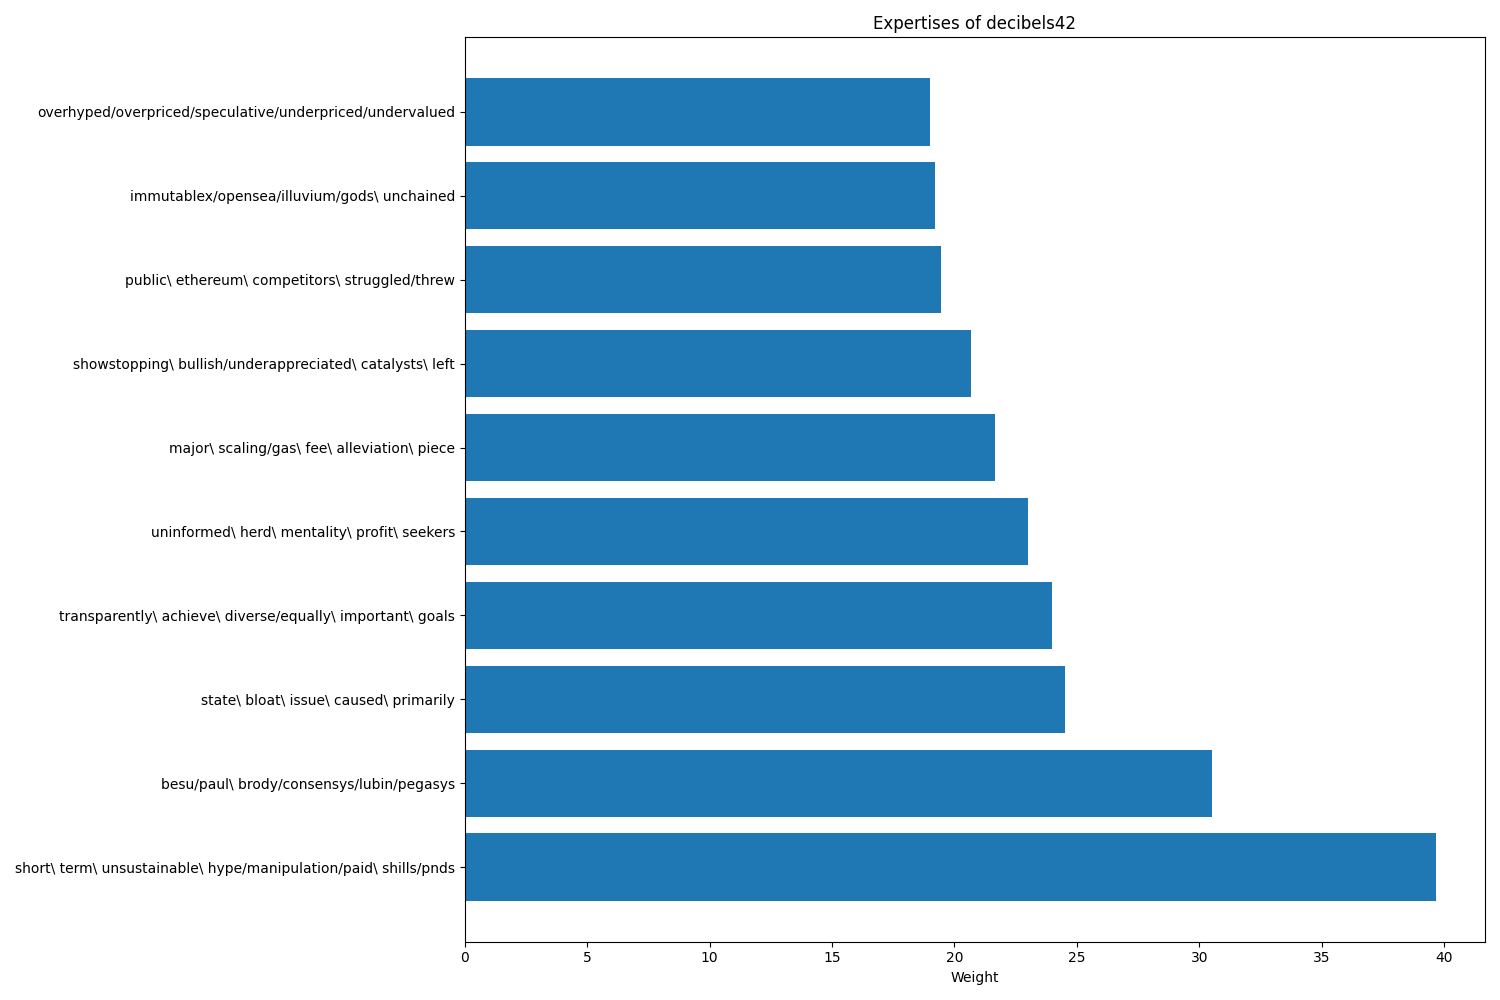 Expertises of decibels42
overhyped/overpriced/speculative/underpriced/undervalued
immutablex/opensea/illuvium/gods\ unchained
public\ ethereum\ competitors\ struggled/threw
showstopping\ bullish/underappreciated\ catalysts\ left
major\ scaling/gas\ fee\ alleviation\ piece
uninformed\ herd\ mentality\ profit\ seekers
transparently\ achieve\ diverse/equally\ important\ goals
state\ bloat\ issue\ caused\ primarily
besu/paul\ brody/consensys/lubin/pegasys
short\ term\ unsustainable\ hype/manipulation/paid\ shills/pnds
0 5 10 15 20 25 30 35 40
Weight